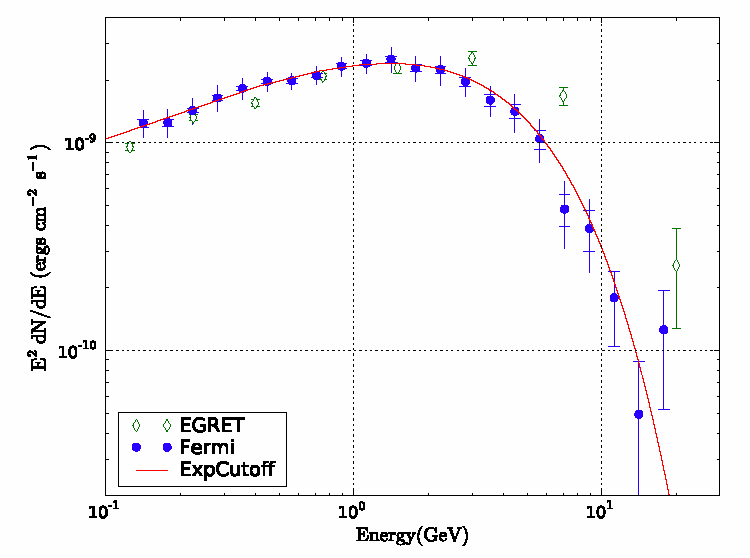 E² dN/dE (ergs cm⁻² s⁻¹)
10⁻⁹
10⁻¹⁰
EGRET
Fermi
ExpCutoff
10⁻¹
10⁰
10¹
Energy(GeV)